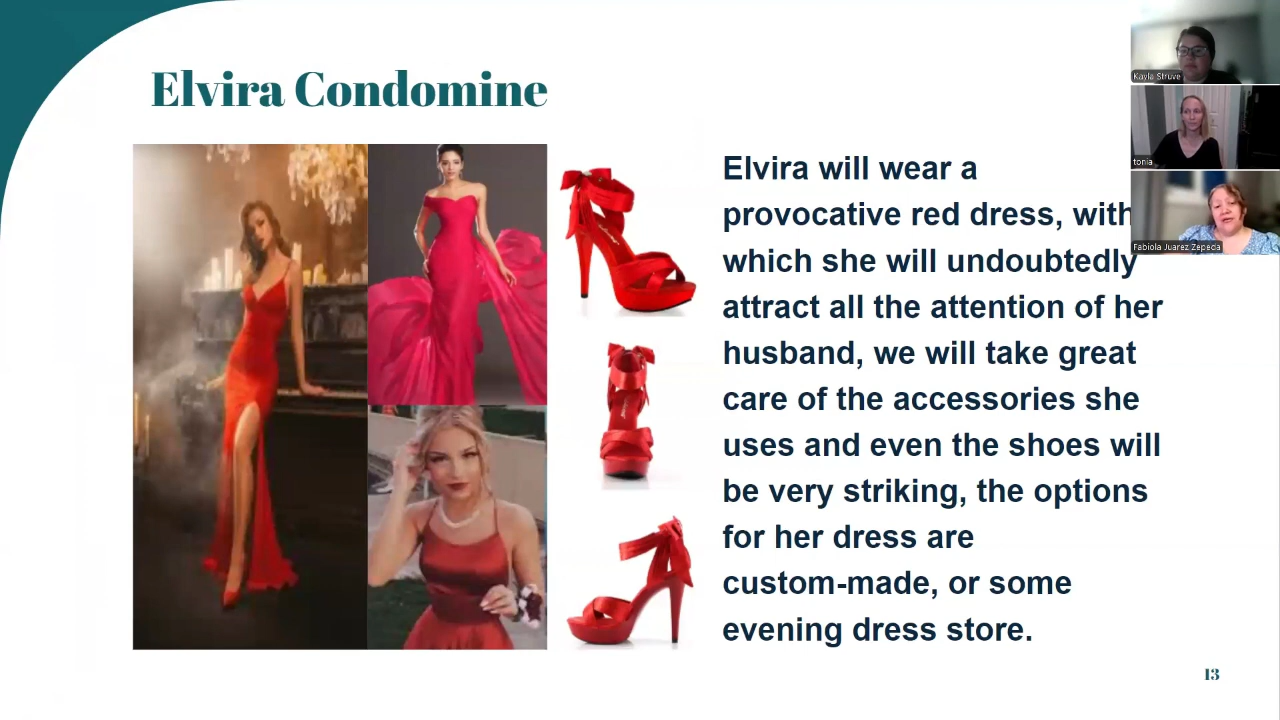 Elvira Condomine
Elvira will wear a
provocative red dress, with
which she will undoubtedly
attract all the attention of her
husband, we will take great
care of the accessories she
uses and even the shoes will
be very striking, the options
for her dress are
custom-made, or some
evening dress store.
13
Kayla Struve
tonia
Fabiola Juarez Zepeda